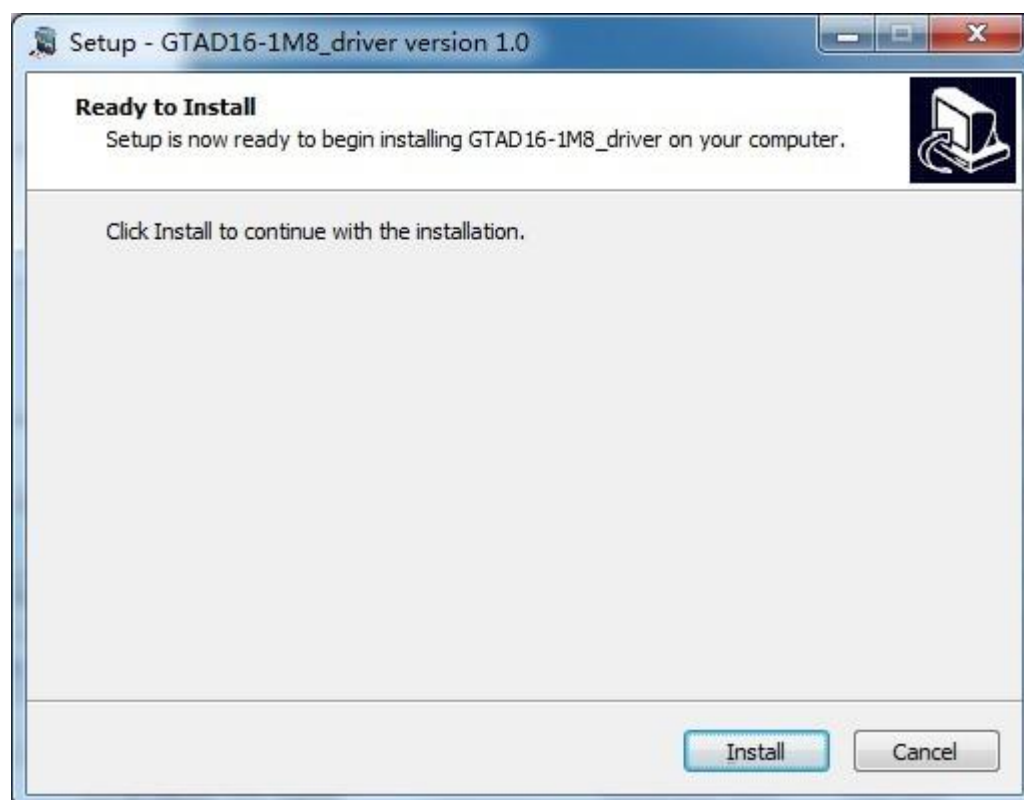 Setup - GTAD16-1M8_driver version 1.0
Ready to Install
Setup is now ready to begin installing GTAD16-1M8_driver on your computer.
Click Install to continue with the installation.
Install
Cancel